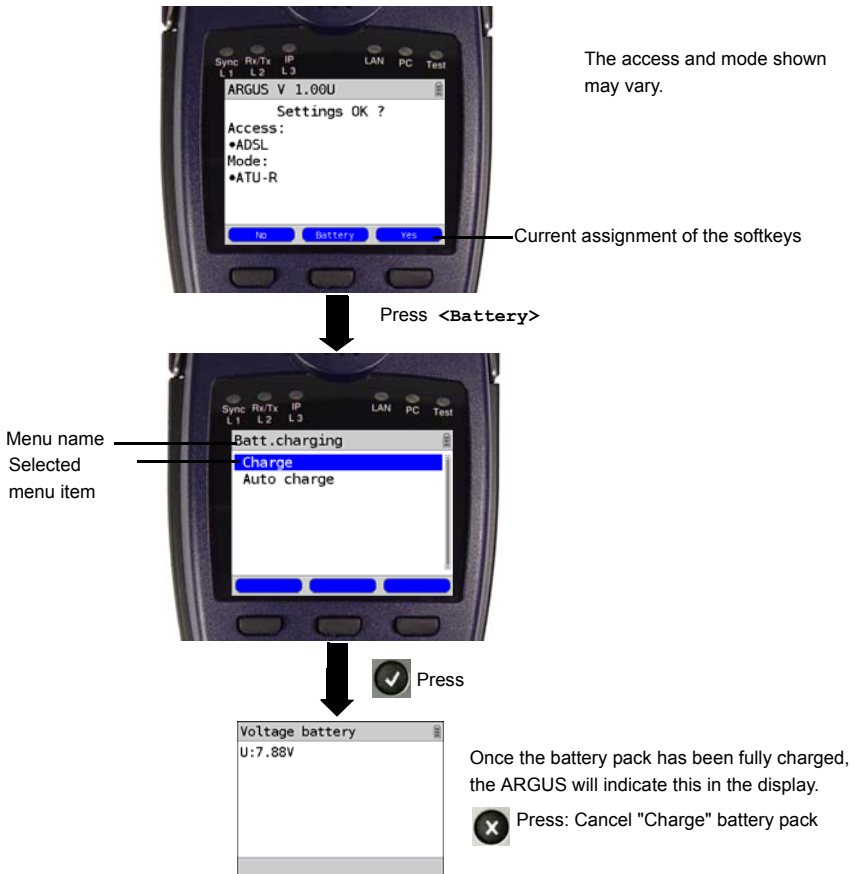 Sync Rx/Tx IP LAN PC Test
L1 L2 L3
ARGUS V 1.00U
Settings OK ?
Access:
•ADSL
Mode:
•ATU-R
No Battery Yes
The access and mode shown
may vary.
Current assignment of the softkeys
Press <Battery>
Sync Rx/Tx IP LAN PC Test
L1 L2 L3
Menu name
Selected
menu item
Batt.charging
Charge
Auto charge
Press
Voltage battery
U:7.88V
Once the battery pack has been fully charged,
the ARGUS will indicate this in the display.
Press: Cancel "Charge" battery pack